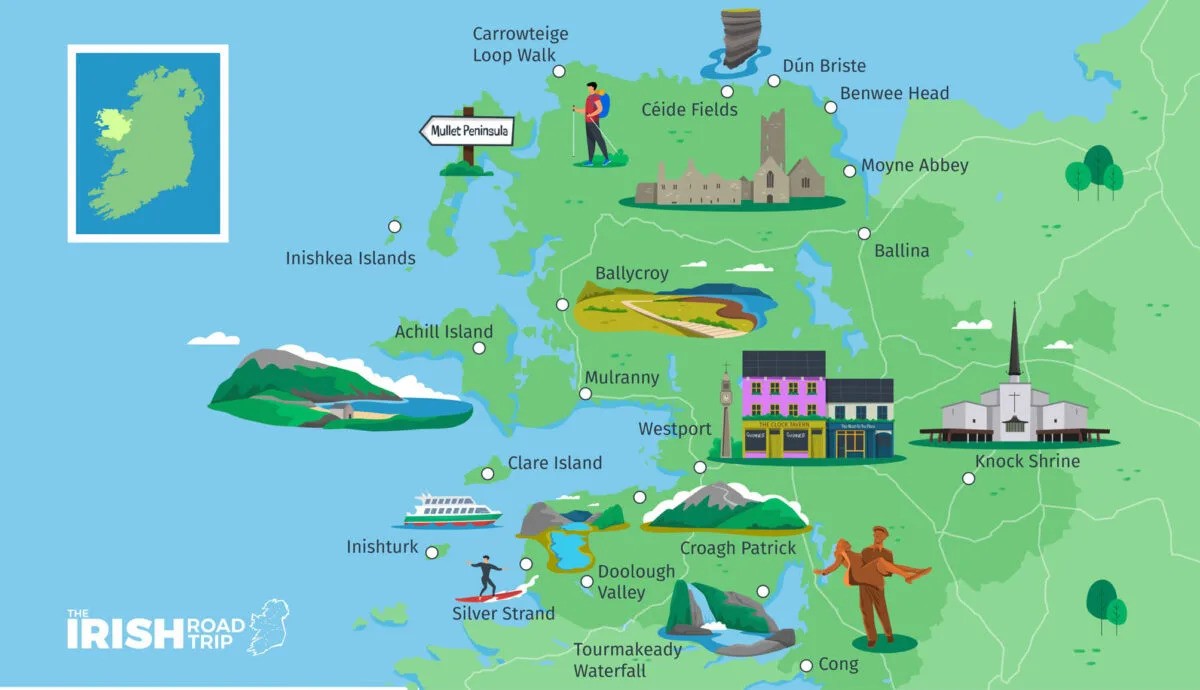 Carrowteige
Loop Walk
Dún Briste
Benwee Head
Céide Fields
Mullet Peninsula
Moyne Abbey
Ballina
Inishkea Islands
Ballycroy
Achill Island
Mulranny
Westport
THE CLOCK TAVERN
Knock Shrine
Clare Island
Inishturk
Croagh Patrick
Doolough
Valley
Silver Strand
Tourmakeady
Waterfall
Cong
THE
IRISH ROAD
TRIP